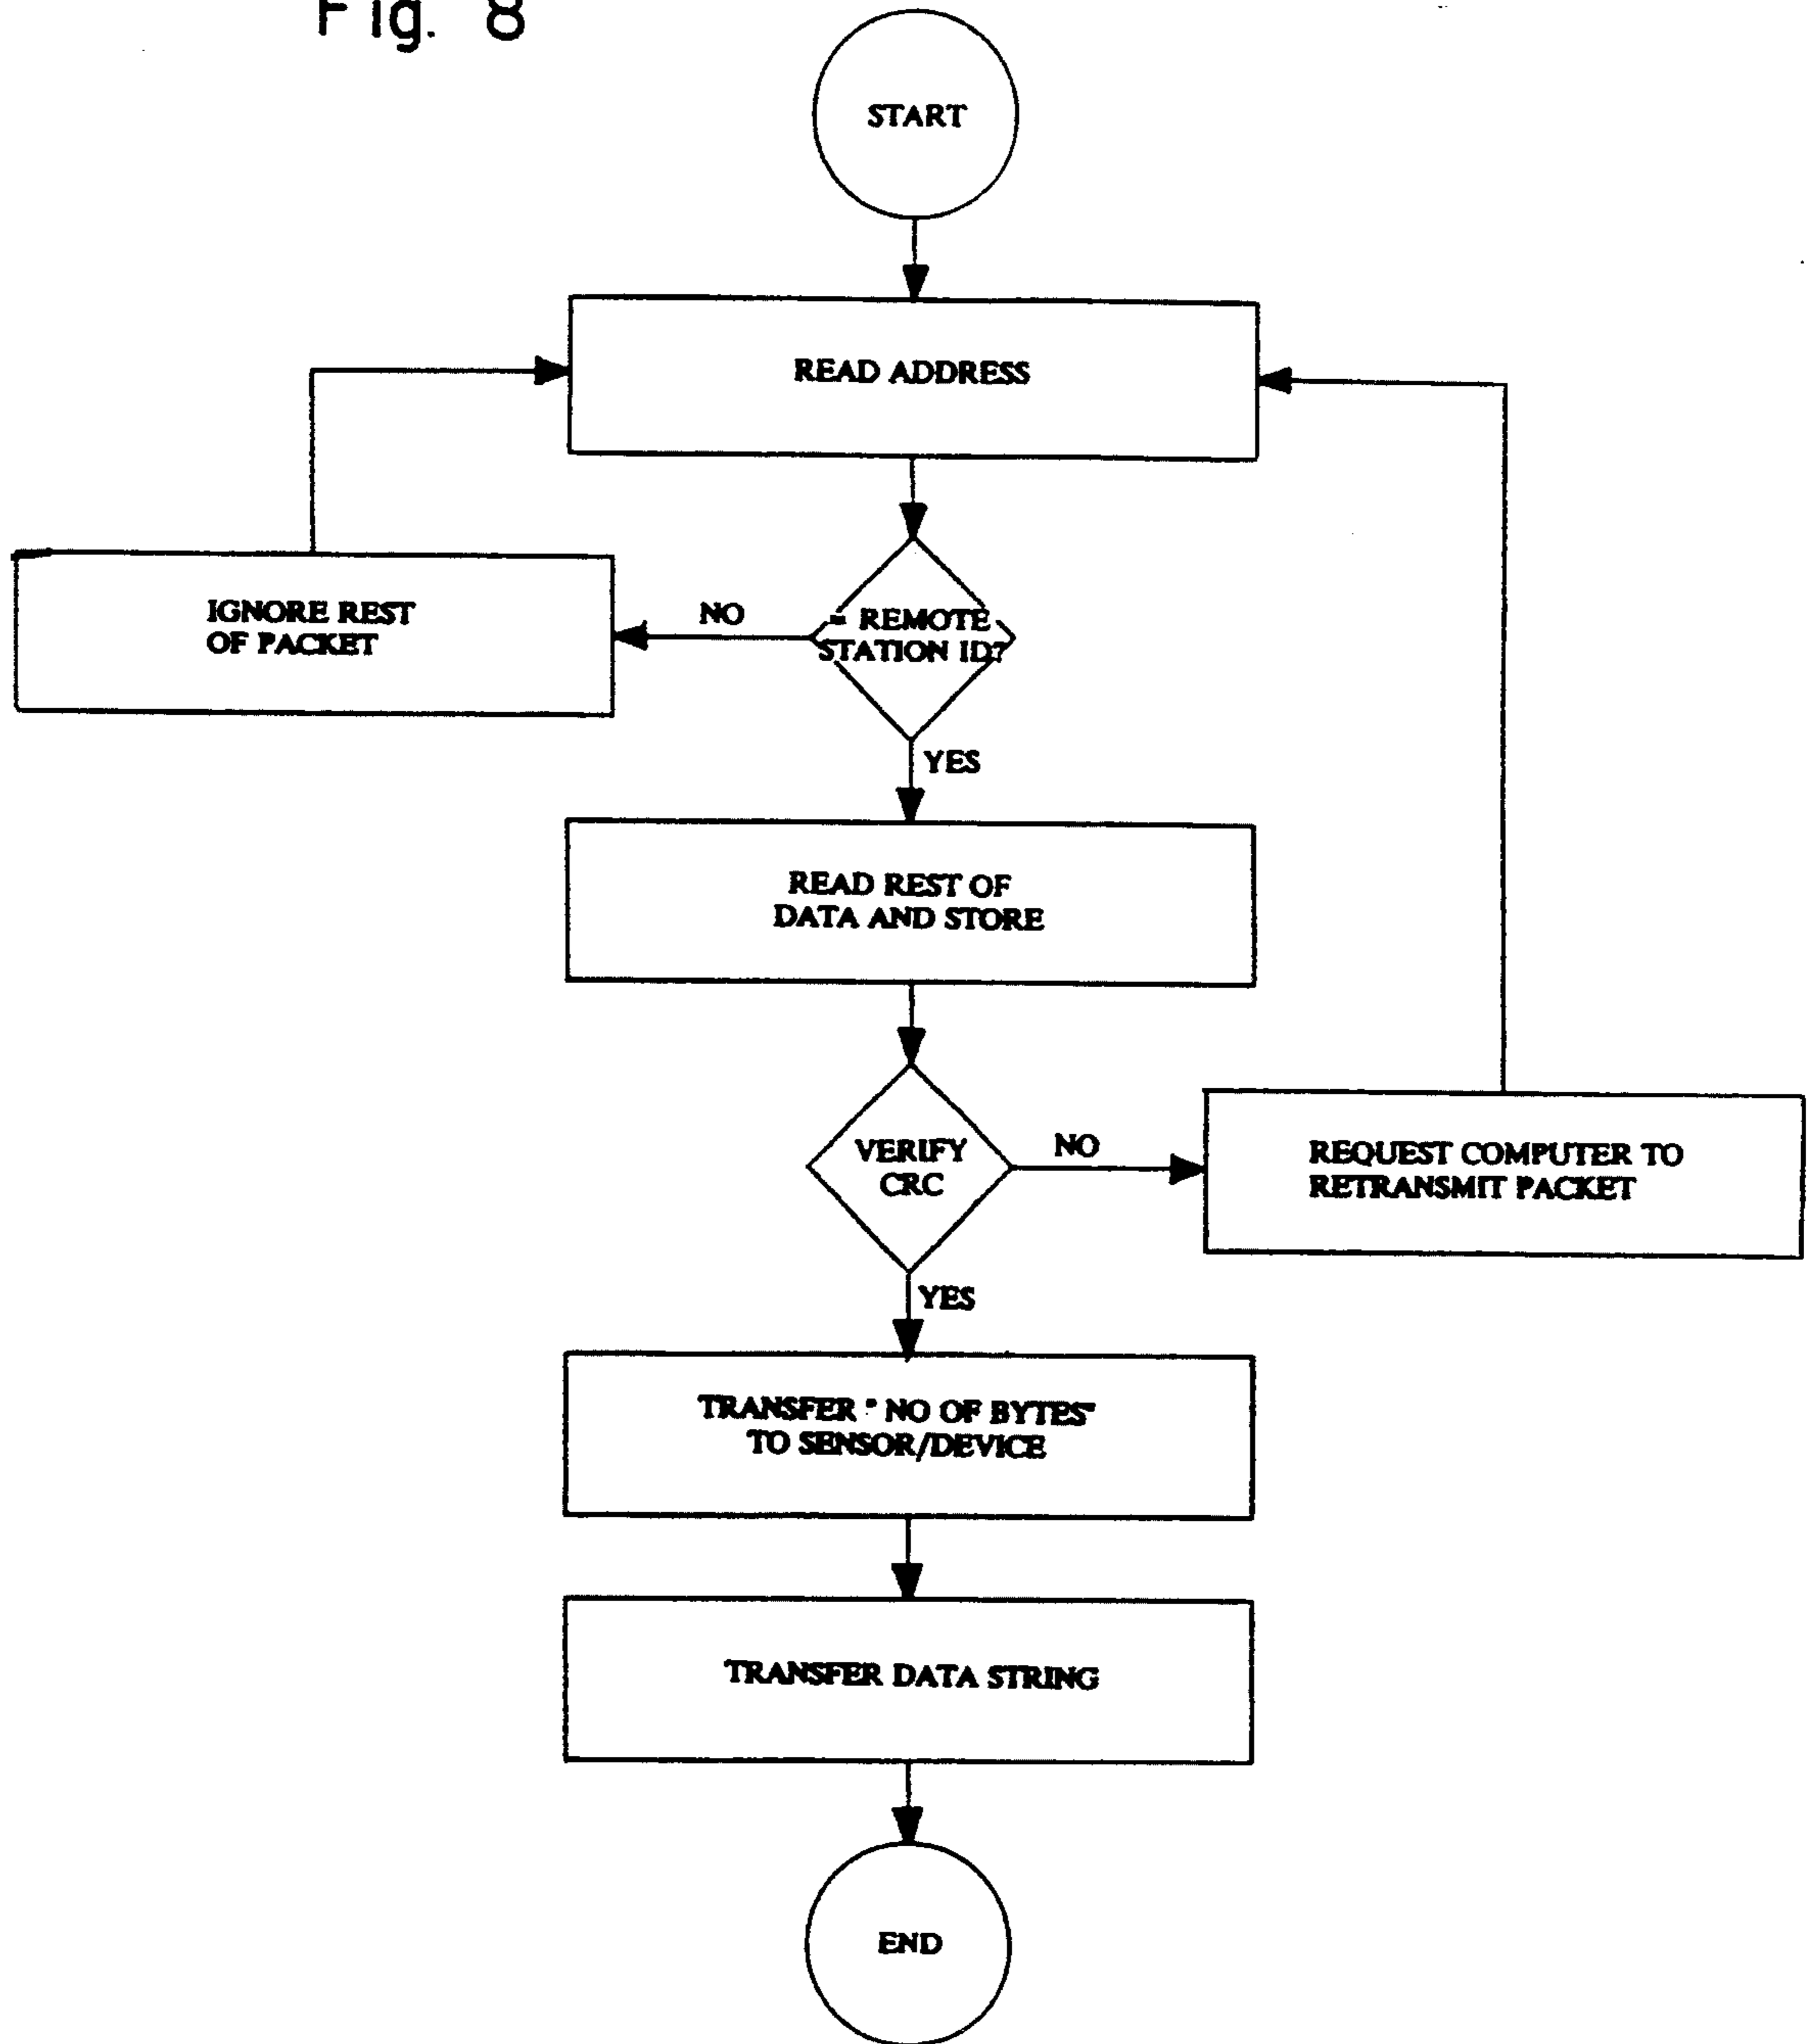 Fig. 8
START
READ ADDRESS
IGNORE REST
OF PACKET
NO
= REMOTE
STATION ID?
YES
READ REST OF
DATA AND STORE
VERIFY
CRC
NO
REQUEST COMPUTER TO
RETRANSMIT PACKET
YES
TRANSFER " NO OF BYTES"
TO SENSOR/DEVICE
TRANSFER DATA STRING
END